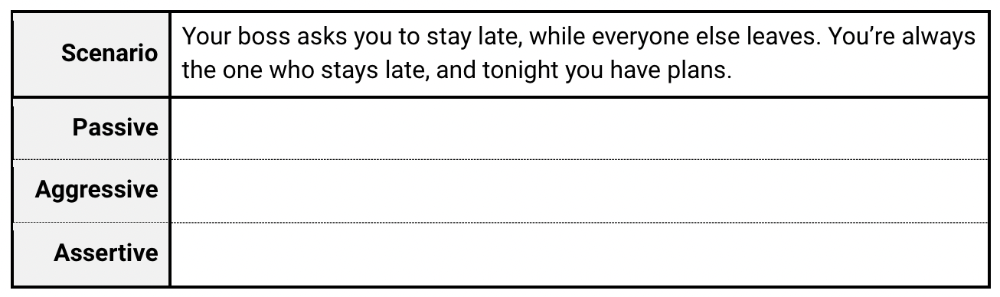 Scenario
Your boss asks you to stay late, while everyone else leaves. You’re always
the one who stays late, and tonight you have plans.
Passive
Aggressive
Assertive